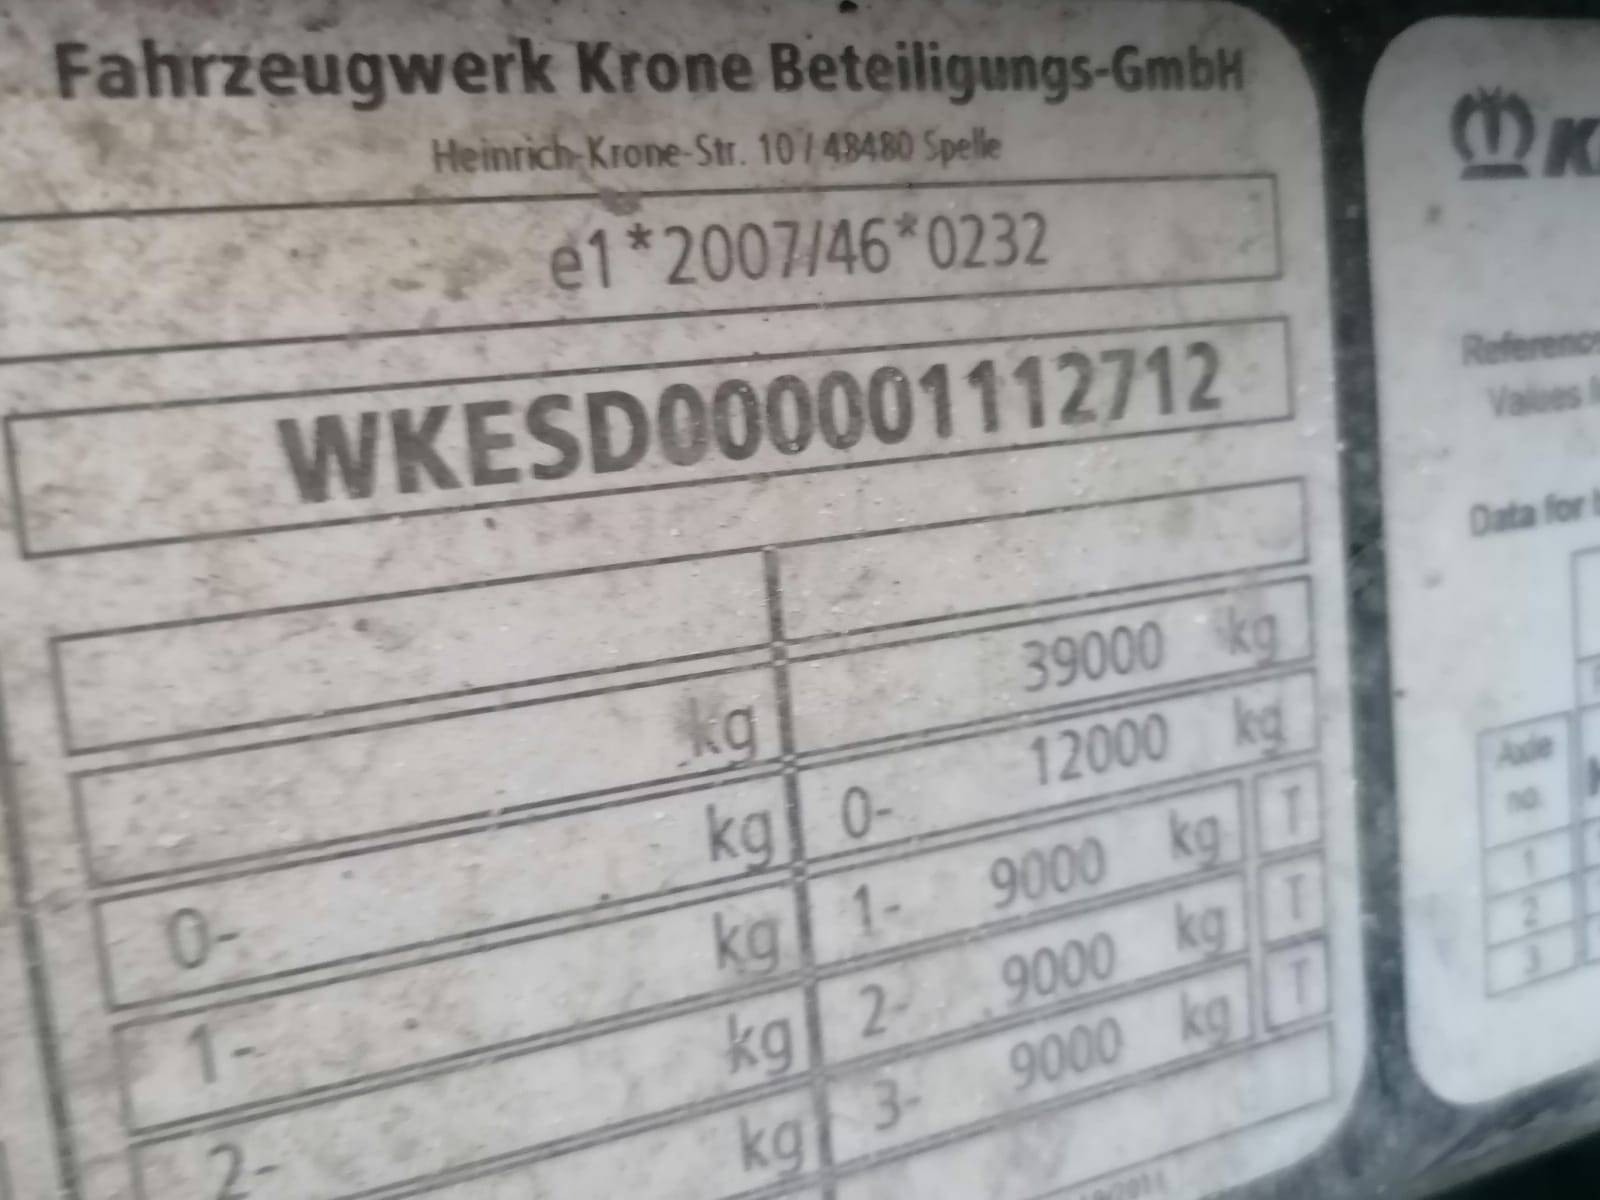 Fahrzeugwerk Krone Beteiligungs-GmbH
Heinrich-Krone-Str. 10 / 48480 Spelle
e1*2007/46*0232
WKESD000001112712
kg 39000 kg
kg 0- 12000 kg
0- kg 1- 9000 kg T
1- kg 2- 9000 kg T
2- kg 3- 9000 kg T
Reference
Values
Data for
Axle
no.
1
2
3